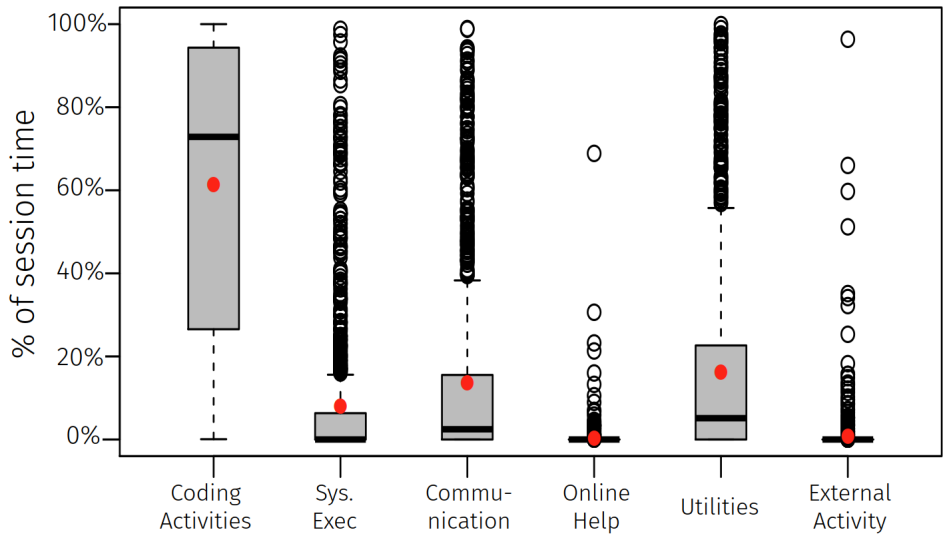 % of session time
100%
80%
60%
40%
20%
0%
Coding
Activities
Sys.
Exec
Commu-
nication
Online
Help
Utilities
External
Activity